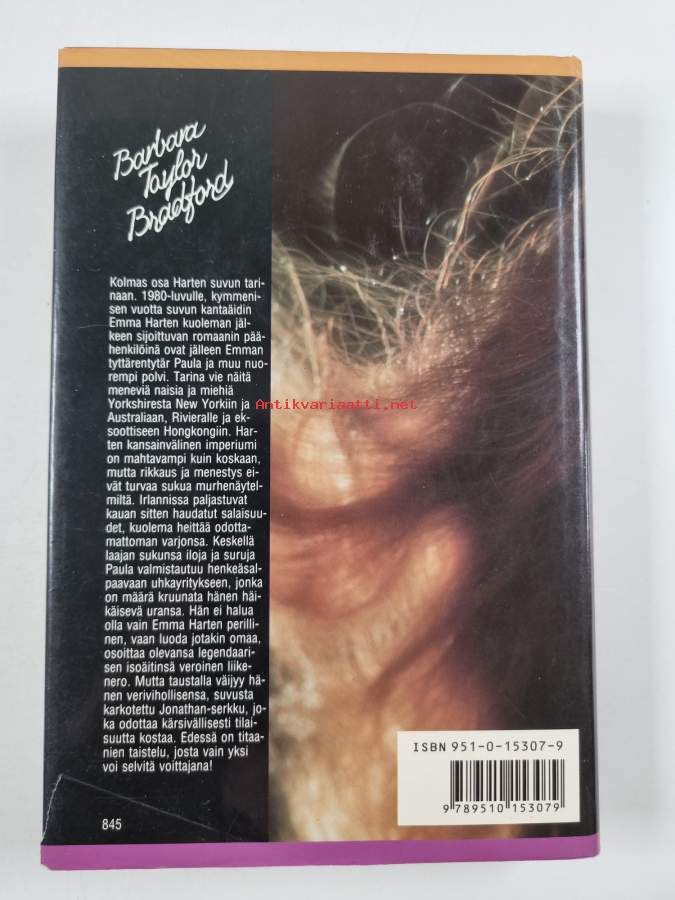 Barbara
Taylor
Bradford
Kolmas osa Harten suvun tari-
naan. 1980-luvulle, kymmeni-
sen vuotta suvun kantaäidin
Emma Harten kuoleman jäl-
keen sijoittuvan romaanin pää-
henkilöinä ovat jälleen Emman
tyttärentytär Paula ja muu nuo-
rempi polvi. Tarina vie näitä
meneviä naisia ja miehiä
Yorkshiresta New Yorkiin ja
Australiaan, Rivieralle ja ek-
soottiseen Hongkongiin. Har-
ten kansainvälinen imperiumi
on mahtavampi kuin koskaan,
mutta rikkaus ja menestys ei-
vät turvaa sukua murhenäytel-
miltä. Irlannissa paljastuvat
kauan sitten haudatut salaisuu-
det, kuolema heittää odotta-
mattoman varjonsa. Keskellä
laajan sukunsa iloja ja suruja
Paula valmistautuu henkeäsal-
paavaan uhkayritykseen, jonka
on määrä kruunata hänen häi-
käisevä uransa. Hän ei halua
olla vain Emma Harten perilli-
nen, vaan luoda jotakin omaa,
osoittaa olevansa legendaari-
sen isoäitinsä veroinen liike-
nero. Mutta taustalla väijyy hä-
nen verivihollisensa, suvusta
karkotettu Jonathan-serkku, jo-
ka odottaa kärsivällisesti tilai-
suutta kostaa. Edessä on titaa-
nien taistelu, josta vain yksi
voi selvitä voittajana!
845
Antikvariaatti.net
ISBN 951-0-15307-9
9 789510 153079